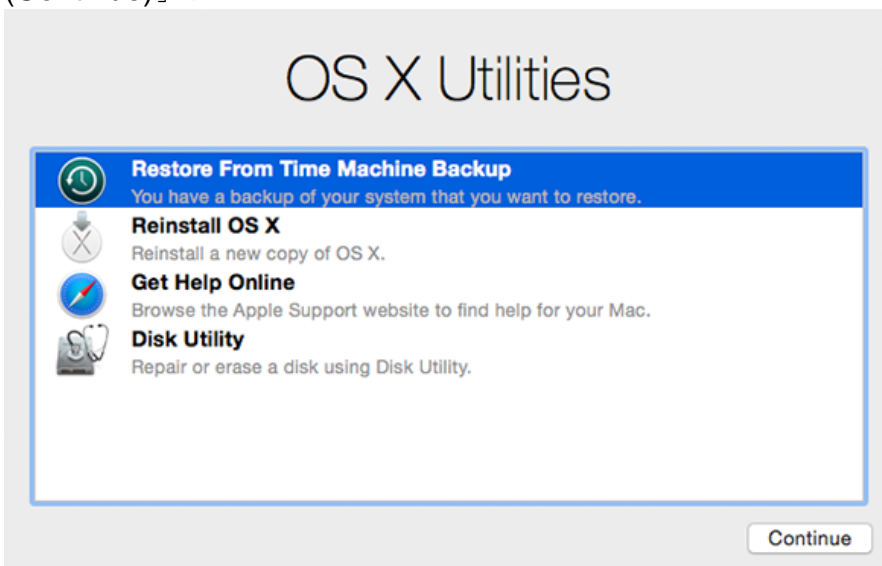 OS X Utilities
Restore From Time Machine Backup
You have a backup of your system that you want to restore.
Reinstall OS X
Reinstall a new copy of OS X.
Get Help Online
Browse the Apple Support website to find help for your Mac.
Disk Utility
Repair or erase a disk using Disk Utility.
Continue